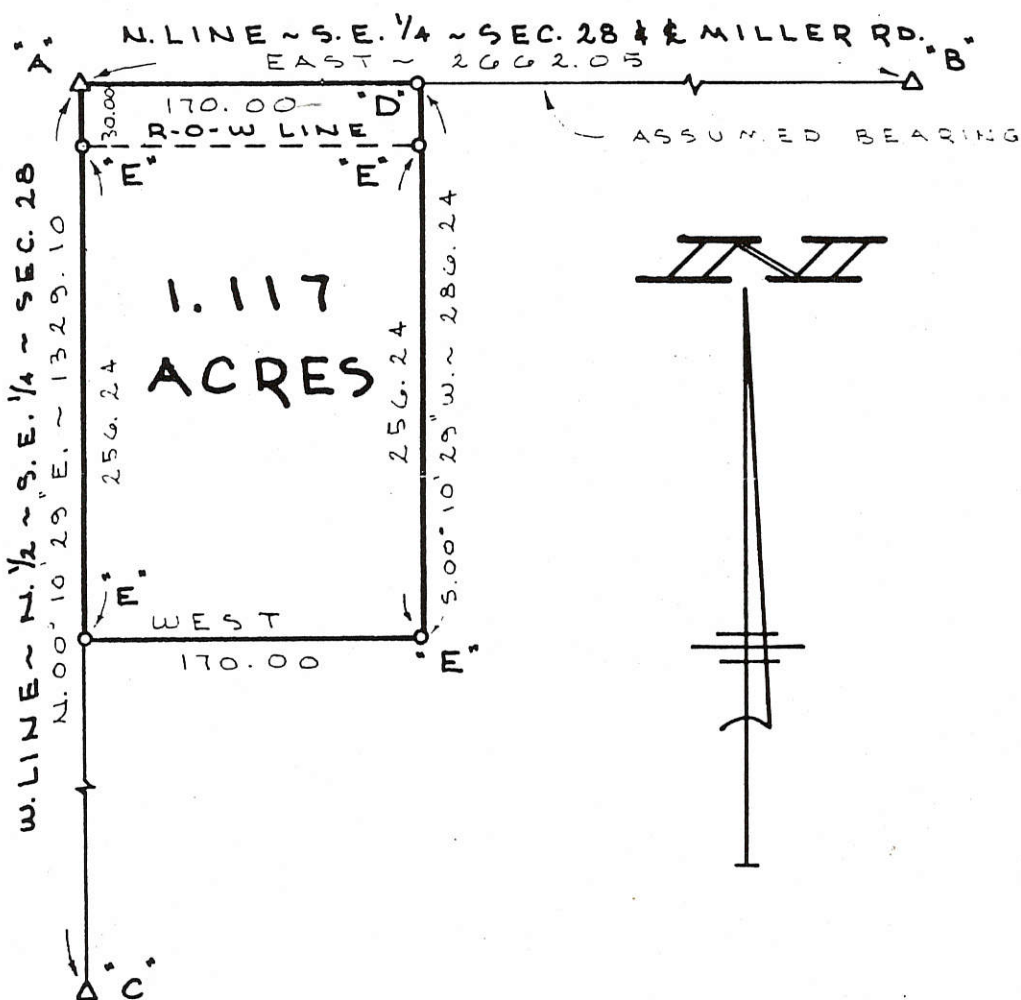 N. LINE ~ S.E. 1/4 ~ SEC. 28 & ℄ MILLER RD.
"A"
EAST ~ 2662.05
"B"
170.00
"D"
30.00
R-O-W LINE
ASSUMED BEARING
"E"
"E"
W. LINE ~ N. 1/2 ~ S.E. 1/4 ~ SEC. 28
N. 00° 10' 29" E. ~ 1329.10
256.24
1.117
ACRES
256.24
S. 00° 10' 29" W. ~ 286.24
N
"E"
WEST
170.00
"E"
"C"